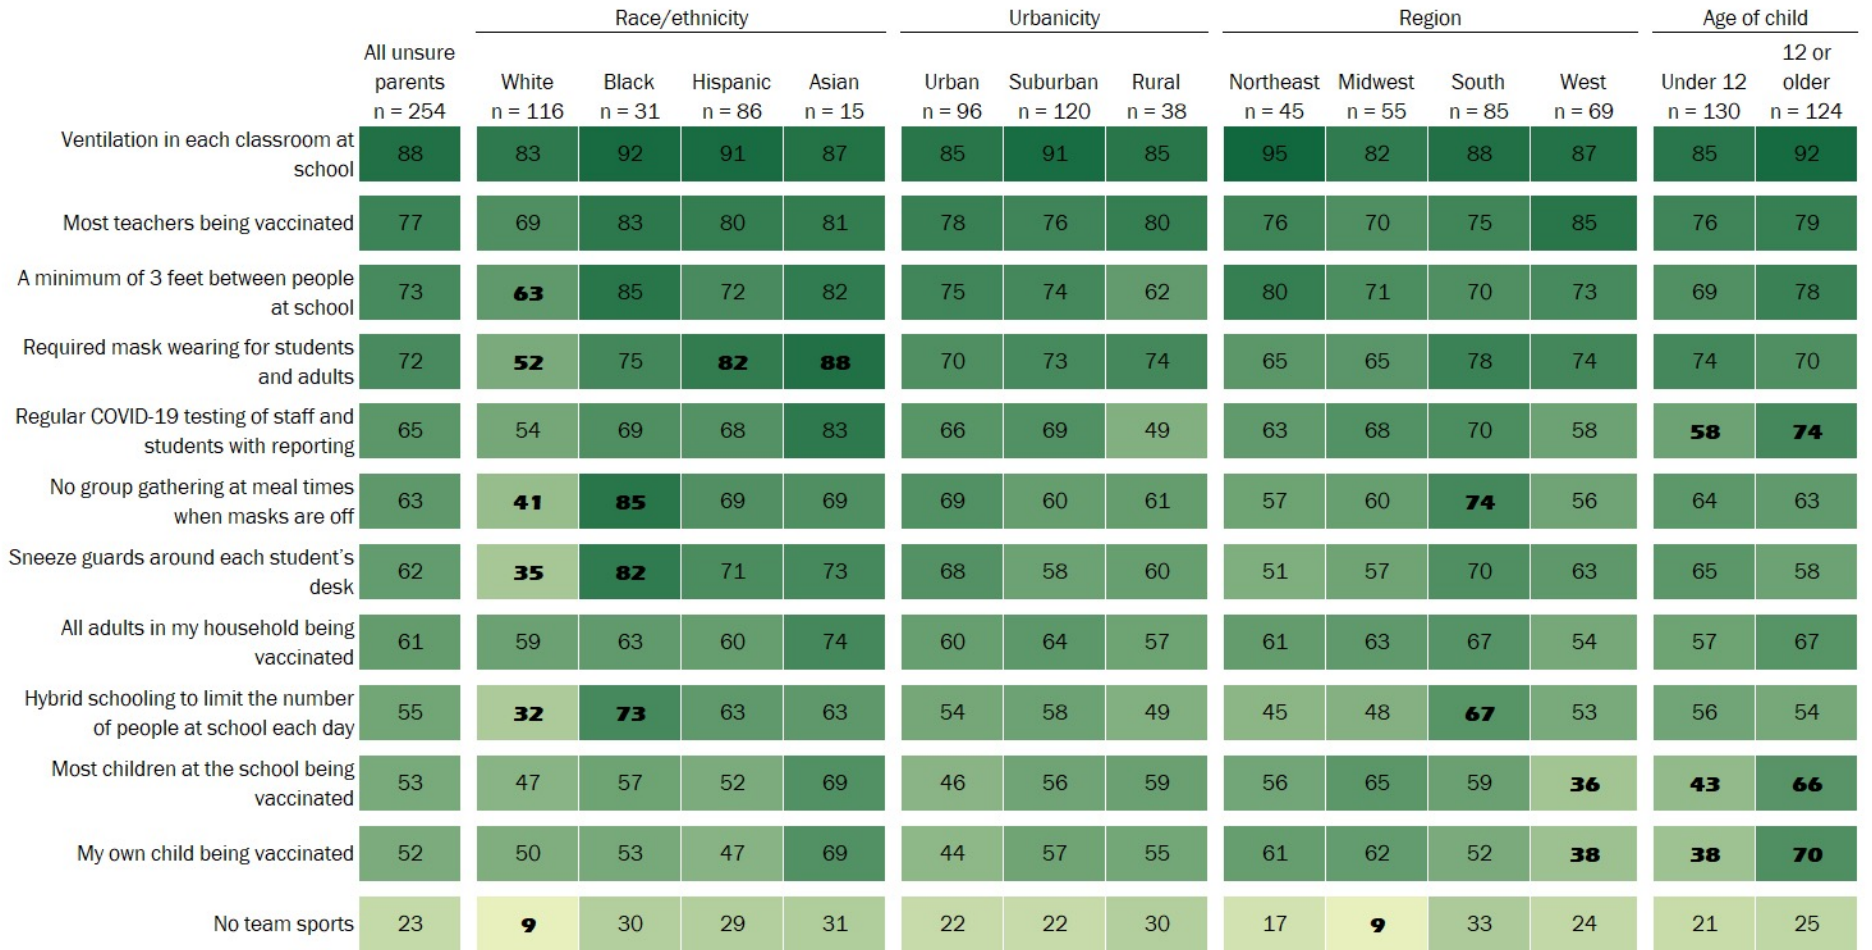 Race/ethnicity Urbanicity Region Age of child
All unsure parents n = 254 White n = 116 Black n = 31 Hispanic n = 86 Asian n = 15 Urban n = 96 Suburban n = 120 Rural n = 38 Northeast n = 45 Midwest n = 55 South n = 85 West n = 69 Under 12 n = 130 12 or older n = 124
Ventilation in each classroom at
school
88 83 92 91 87 85 91 85 95 82 88 87 85 92
Most teachers being vaccinated 77 69 83 80 81 78 76 80 76 70 75 85 76 79
A minimum of 3 feet between people
at school
73 63 85 72 82 75 74 62 80 71 70 73 69 78
Required mask wearing for students
and adults
72 52 75 82 88 70 73 74 65 65 78 74 74 70
Regular COVID-19 testing of staff and
students with reporting
65 54 69 68 83 66 69 49 63 68 70 58 58 74
No group gathering at meal times
when masks are off
63 41 85 69 69 69 60 61 57 60 74 56 64 63
Sneeze guards around each student's
desk
62 35 82 71 73 68 58 60 51 57 70 63 65 58
All adults in my household being
vaccinated
61 59 63 60 74 60 64 57 61 63 67 54 57 67
Hybrid schooling to limit the number
of people at school each day
55 32 73 63 63 54 58 49 45 48 67 53 56 54
Most children at the school being
vaccinated
53 47 57 52 69 46 56 59 56 65 59 36 43 66
My own child being vaccinated 52 50 53 47 69 44 57 55 61 62 52 38 38 70
No team sports 23 9 30 29 31 22 22 30 17 9 33 24 21 25